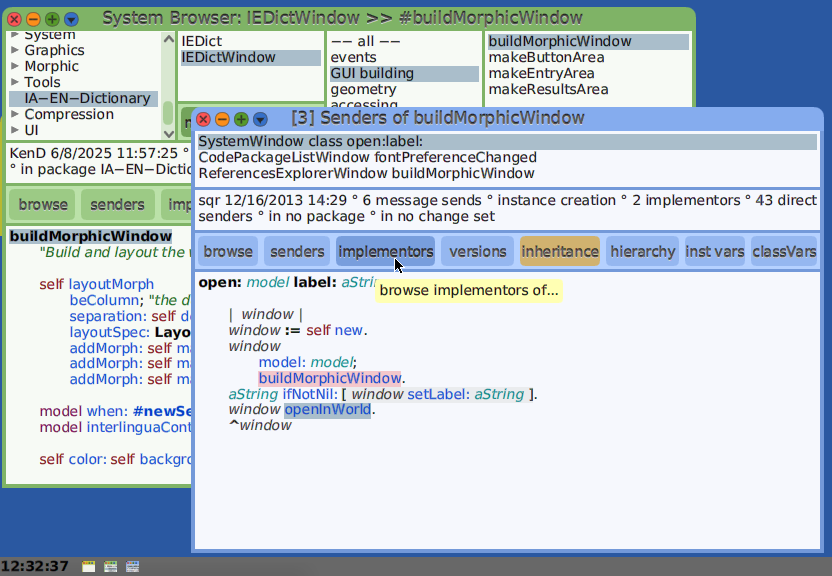 System Browser: IEDictWindow >> #buildMorphicWindow
System
Graphics
Morphic
Tools
IA−EN−Dictionary
Compression
UI
IEDict
IEDictWindow
−− all −−
events
GUI building
geometry
accessing
buildMorphicWindow
makeButtonArea
makeEntryArea
makeResultsArea
KenD 6/8/2025 11:57:25 °
° in package IA−EN−Dictio
browse senders imp
buildMorphicWindow
"Build and layout the
self layoutMorph
beColumn; "the d
separation: self de
layoutSpec: Layo
addMorph: self ma
addMorph: self ma
addMorph: self ma
model when: #newSe
model interlinguaCont
self color: self backgro
[3] Senders of buildMorphicWindow
SystemWindow class open:label:
CodePackageListWindow fontPreferenceChanged
ReferencesExplorerWindow buildMorphicWindow
sqr 12/16/2013 14:29 ° 6 message sends ° instance creation ° 2 implementors ° 43 direct
senders ° in no package ° in no change set
browse senders implementors versions inheritance hierarchy inst vars classVars
open: model label: aStrin
browse implementors of...
| window |
window := self new.
window
model: model;
buildMorphicWindow.
aString ifNotNil: [ window setLabel: aString ].
window openInWorld.
^window
12:32:37